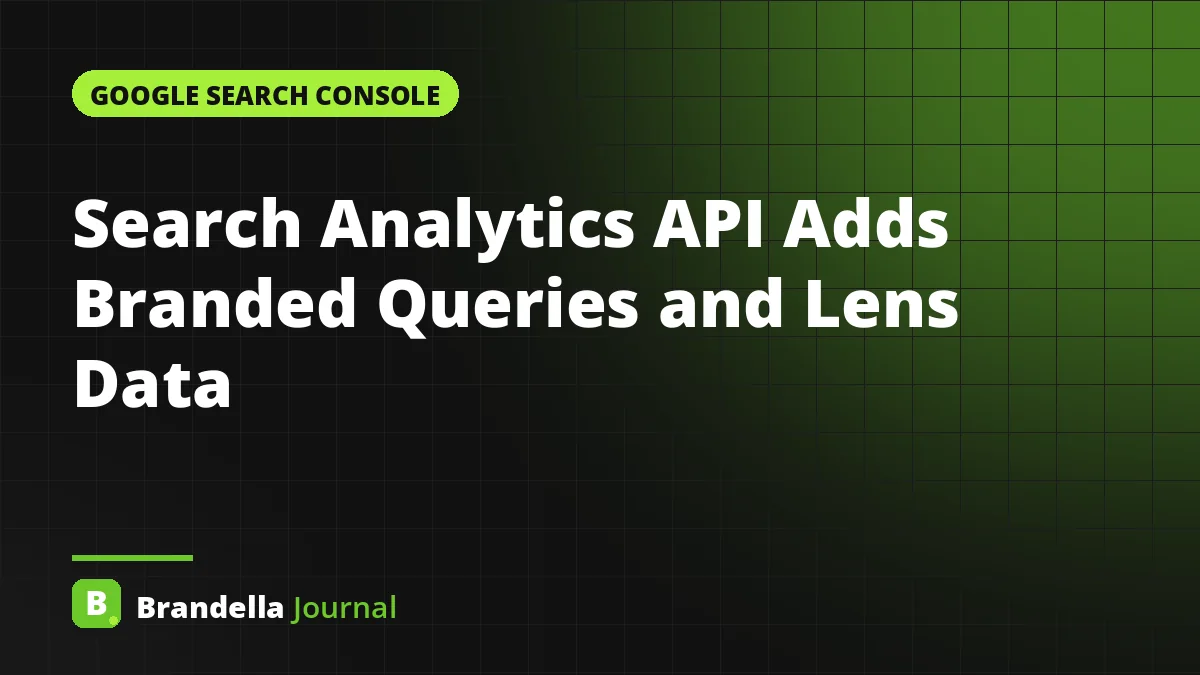 GOOGLE SEARCH CONSOLE
Search Analytics API Adds
Branded Queries and Lens
Data
B
Brandella Journal